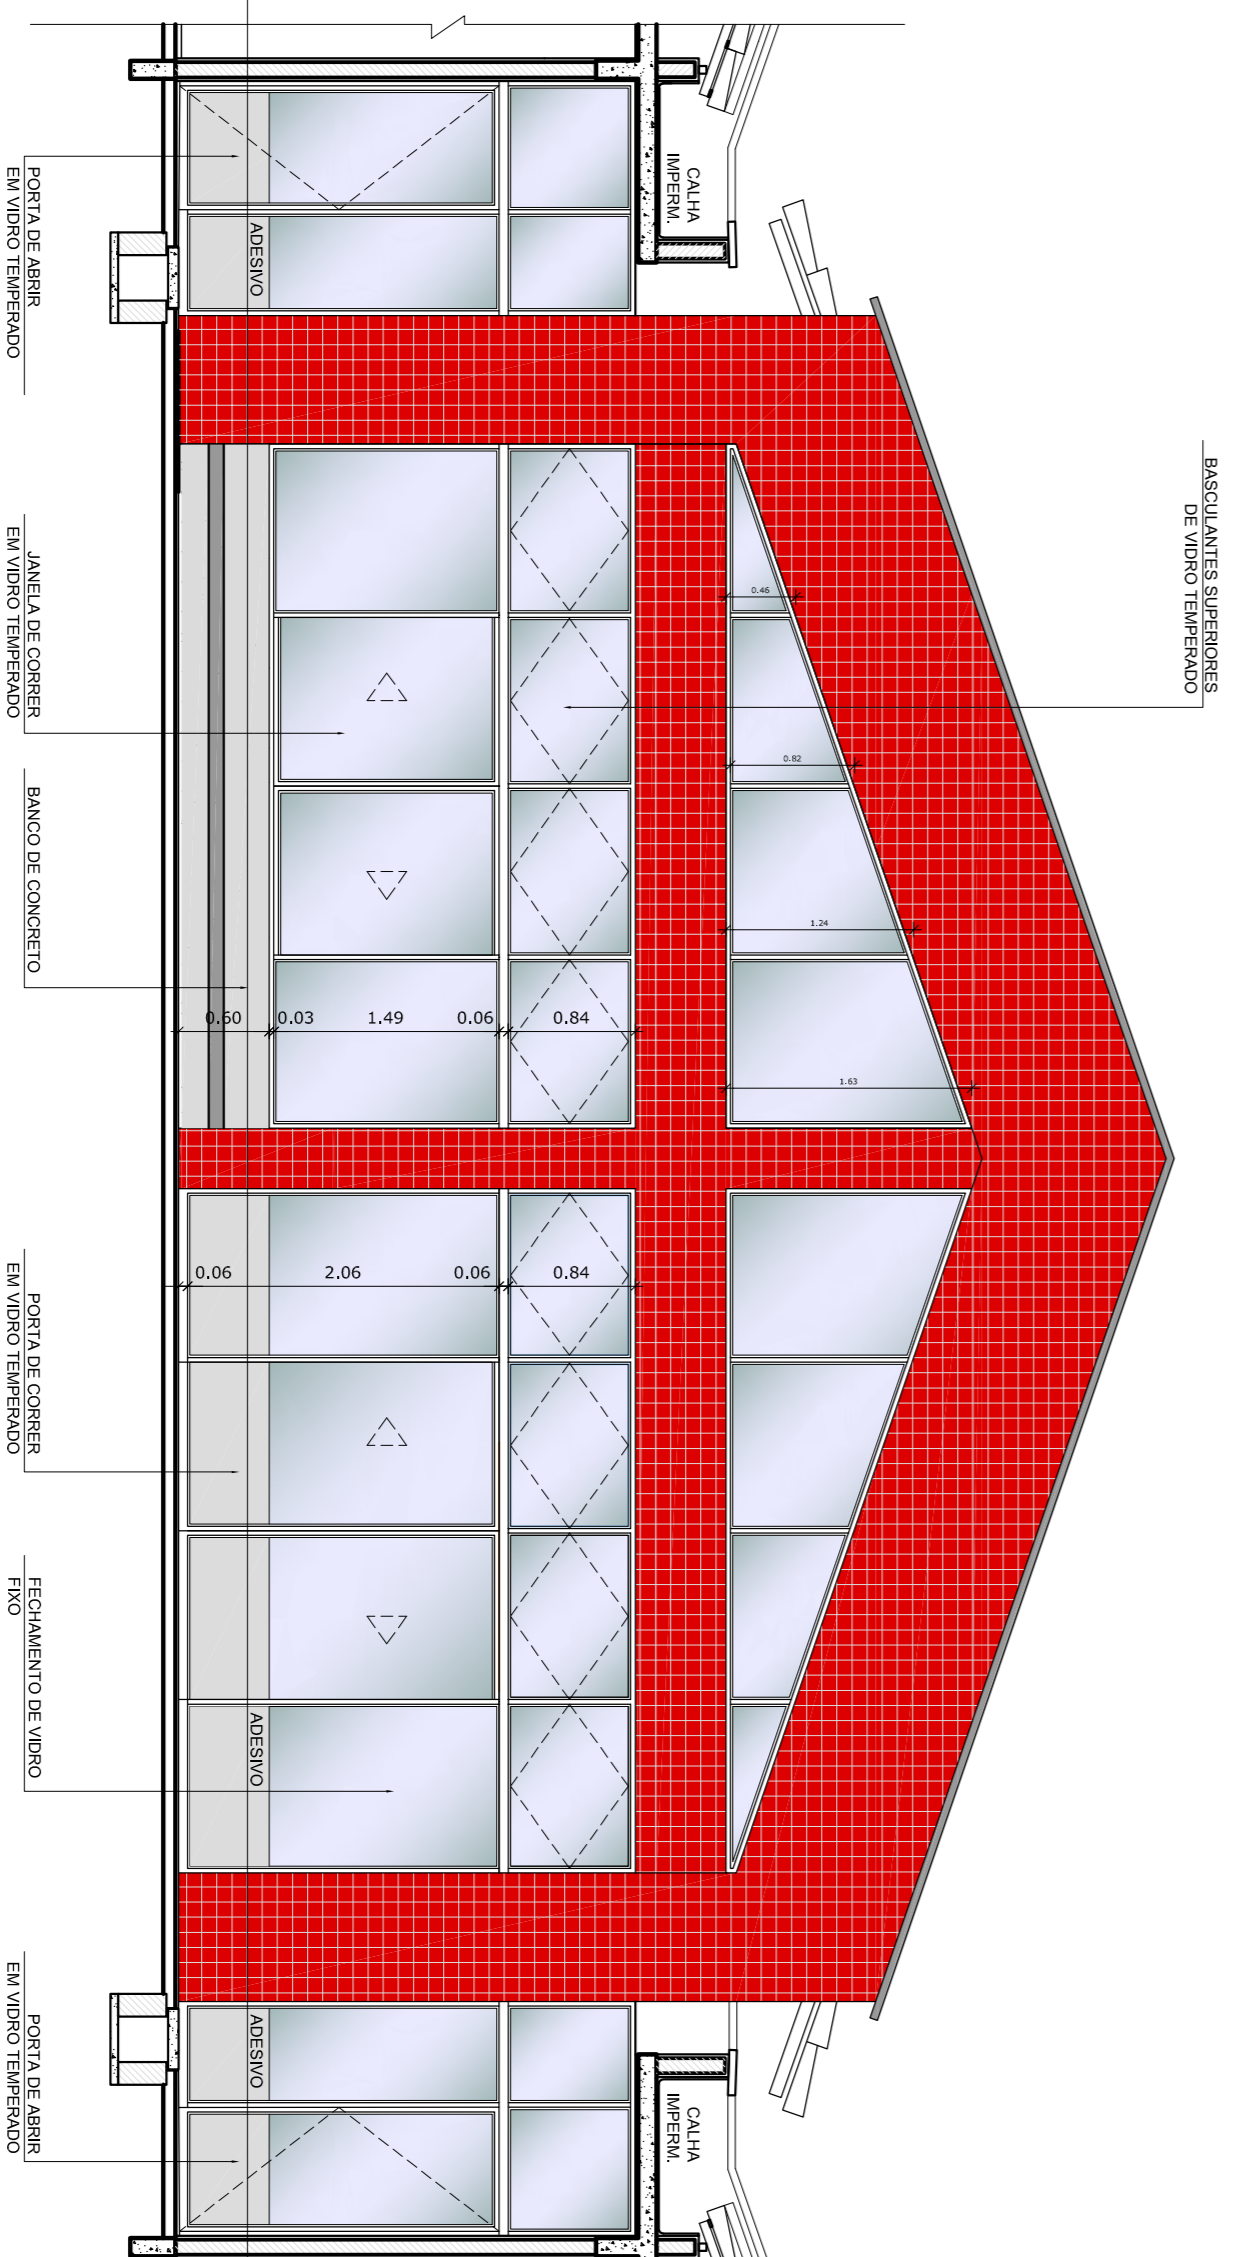 BASCULANTES SUPERIORES
DE VIDRO TEMPERADO
CALHA
IMPERM.
CALHA
IMPERM.
0.46
0.82
1.24
1.63
0.84
0.06
1.49
0.03
0.60
0.84
0.06
2.06
0.06
ADESIVO
ADESIVO
ADESIVO
PORTA DE ABRIR
EM VIDRO TEMPERADO
JANELA DE CORRER
EM VIDRO TEMPERADO
BANCO DE CONCRETO
PORTA DE CORRER
EM VIDRO TEMPERADO
FECHAMENTO DE VIDRO
FIXO
PORTA DE ABRIR
EM VIDRO TEMPERADO